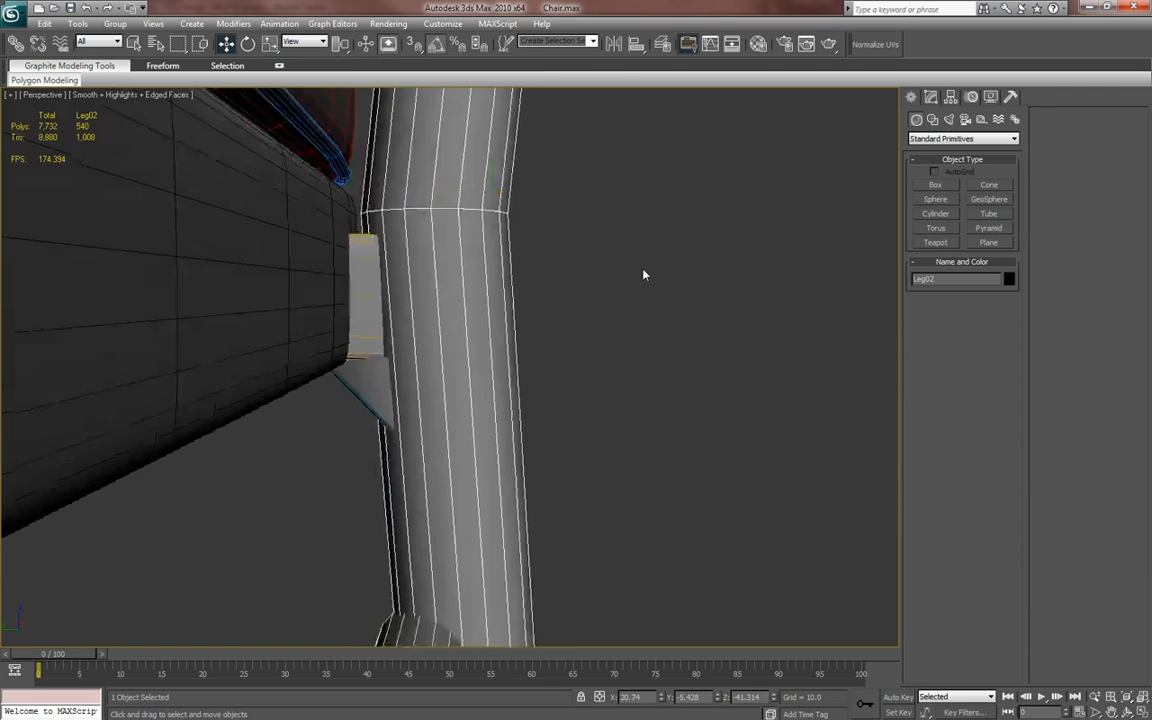 Autodesk 3ds Max 2010 x64 Chair.max
Type a keyword or phrase
Edit Tools Group Views Create Modifiers Animation Graph Editors Rendering Customize MAXScript Help
All View 3 Create Selection Se Normalize UVs
Graphite Modeling Tools Freeform Selection
Polygon Modeling
[ + ] [ Perspective ] [ Smooth + Highlights + Edged Faces ]
Total Leg02
Polys: 7,732 540
Tris: 8,880 1,008
FPS: 174.394
Standard Primitives
- Object Type
AutoGrid
Box Cone
Sphere GeoSphere
Cylinder Tube
Torus Pyramid
Teapot Plane
- Name and Color
Leg02
z
< 0 / 100 >
0 5 10 15 20 25 30 35 40 45 50 55 60 65 70 75 80 85 90 95 100
1 Object Selected X: 20.74 Y: -5.428 Z: -41.314 Grid = 10.0 Auto Key Selected
Welcome to MAXScrip Click and drag to select and move objects Add Time Tag Set Key Key Filters... 0